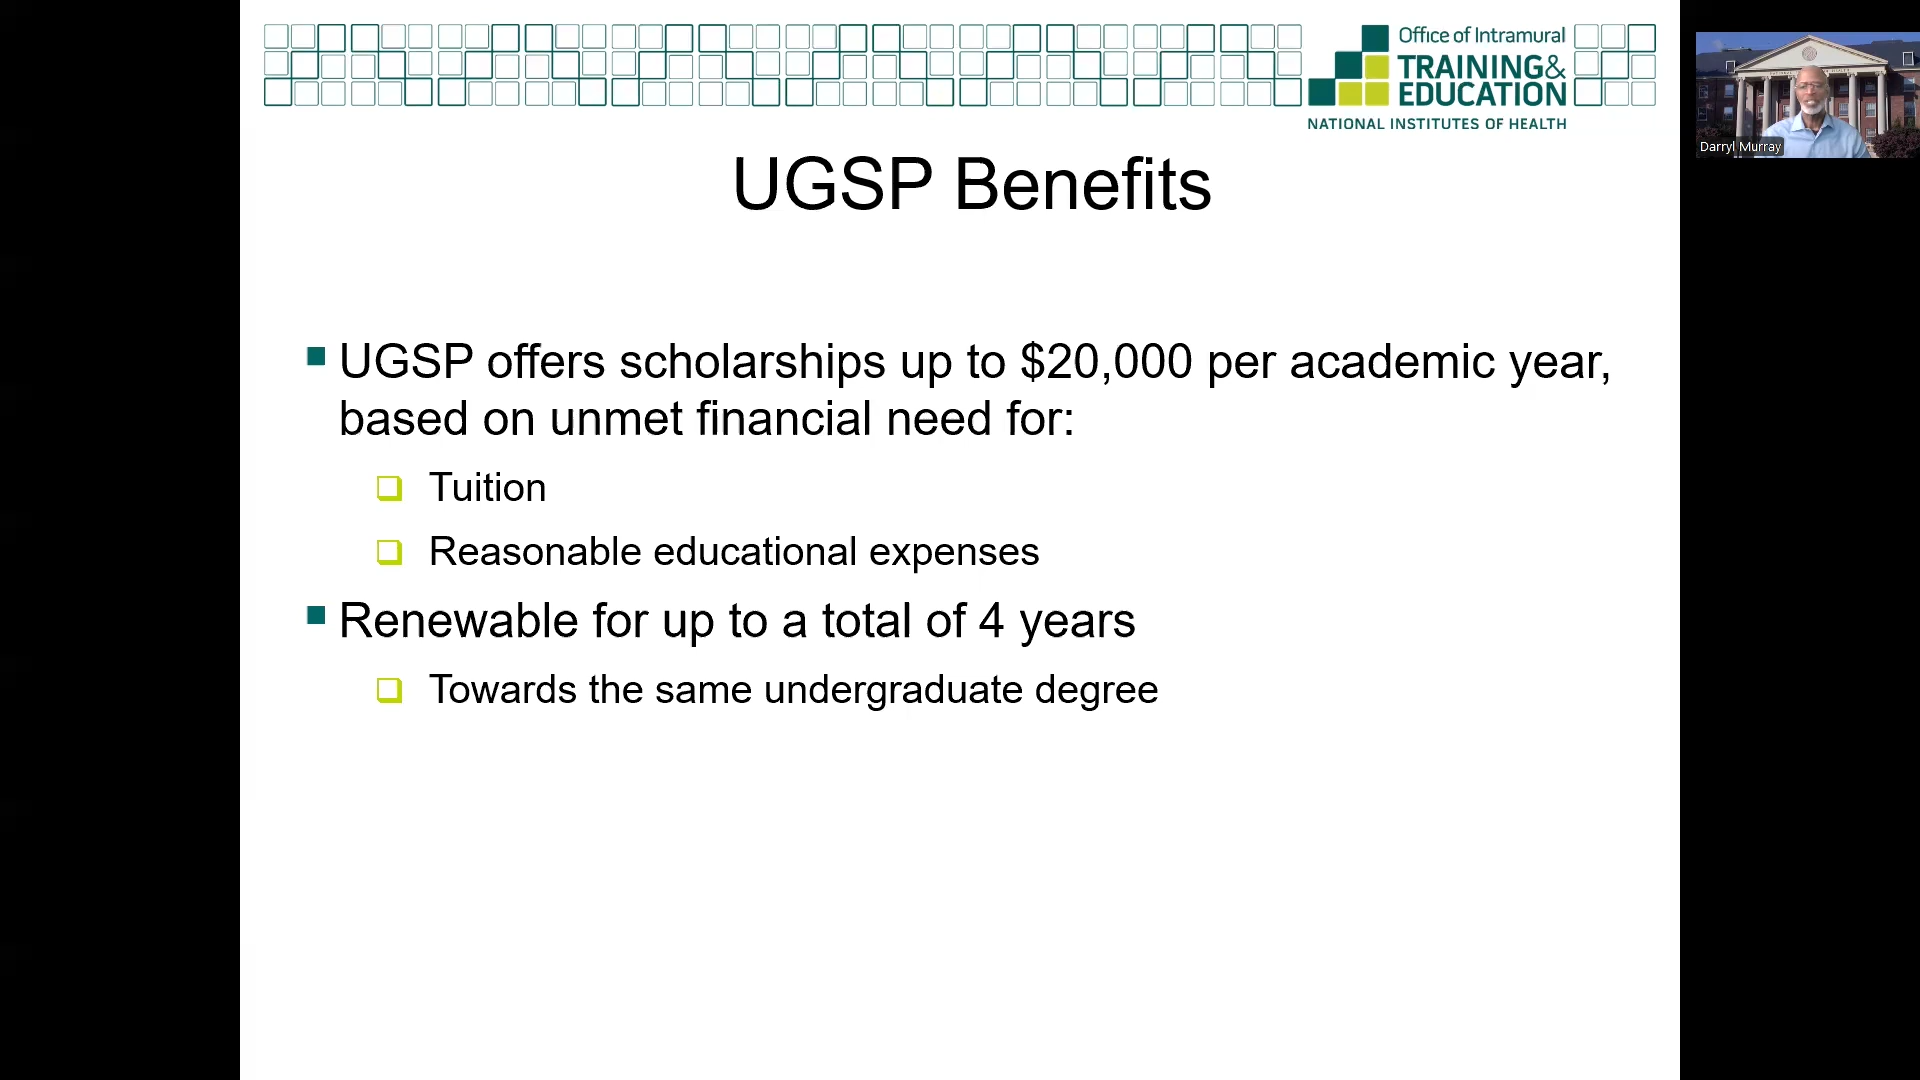 Office of Intramural
TRAINING&
EDUCATION
NATIONAL INSTITUTES OF HEALTH
Darryl Murray
UGSP Benefits
UGSP offers scholarships up to $20,000 per academic year,
based on unmet financial need for:
Tuition
Reasonable educational expenses
Renewable for up to a total of 4 years
Towards the same undergraduate degree